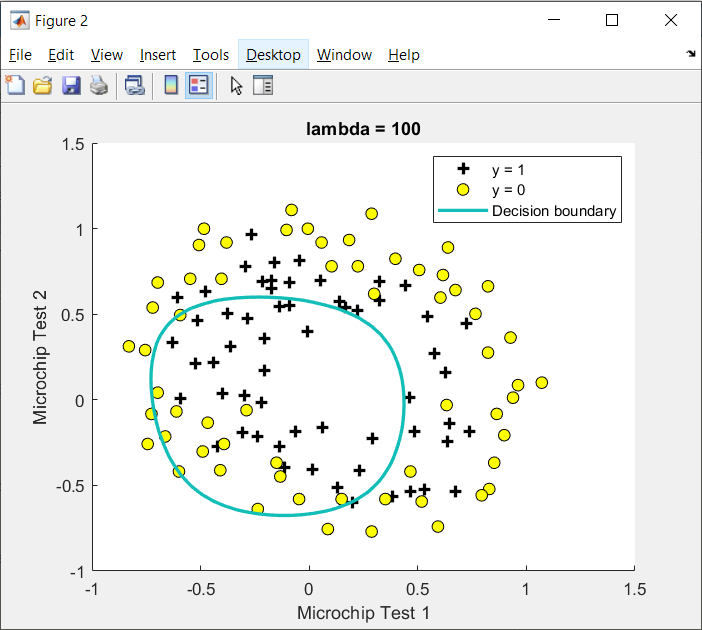 Figure 2
File Edit View Insert Tools Desktop Window Help
lambda = 100
1.5
y = 1
y = 0
Decision boundary
1
0.5
0
-0.5
-1
Microchip Test 2
-1 -0.5 0 0.5 1 1.5
Microchip Test 1